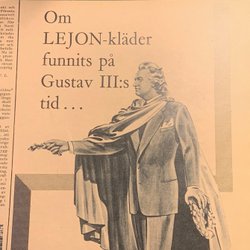 Om
LEJON-kläder
funnits på
Gustav III:s
tid...